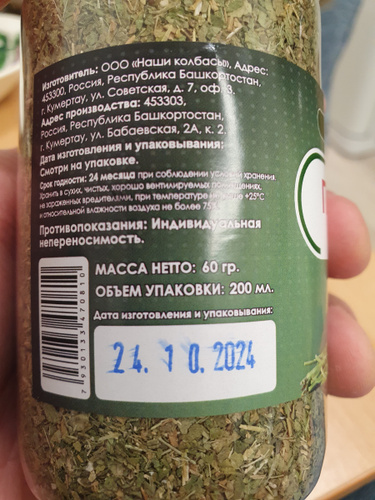 Изготовитель: ООО «Наши колбасы». Адрес:
453300, Россия, Республика Башкортостан,
г. Кумертау, ул. Советская, д. 7, оф. 3.
Адрес производства: 453303,
Россия, Республика Башкортостан,
г. Кумертау, ул. Бабаевская, 2А, к. 2.
Дата изготовления и упаковывания:
Смотри на упаковке.
Срок годности: 24 месяца при соблюдении условий хранения.
Хранить в сухих, чистых, хорошо вентилируемых помещениях,
не зараженных вредителями, при температуре не выше +25°С
и относительной влажности воздуха не более 75%.
Противопоказания: Индивидуальная
непереносимость.
МАССА НЕТТО: 60 гр.
ОБЪЕМ УПАКОВКИ: 200 мл.
Дата изготовления и упаковывания:
24. 10. 2024
7 930133 470810